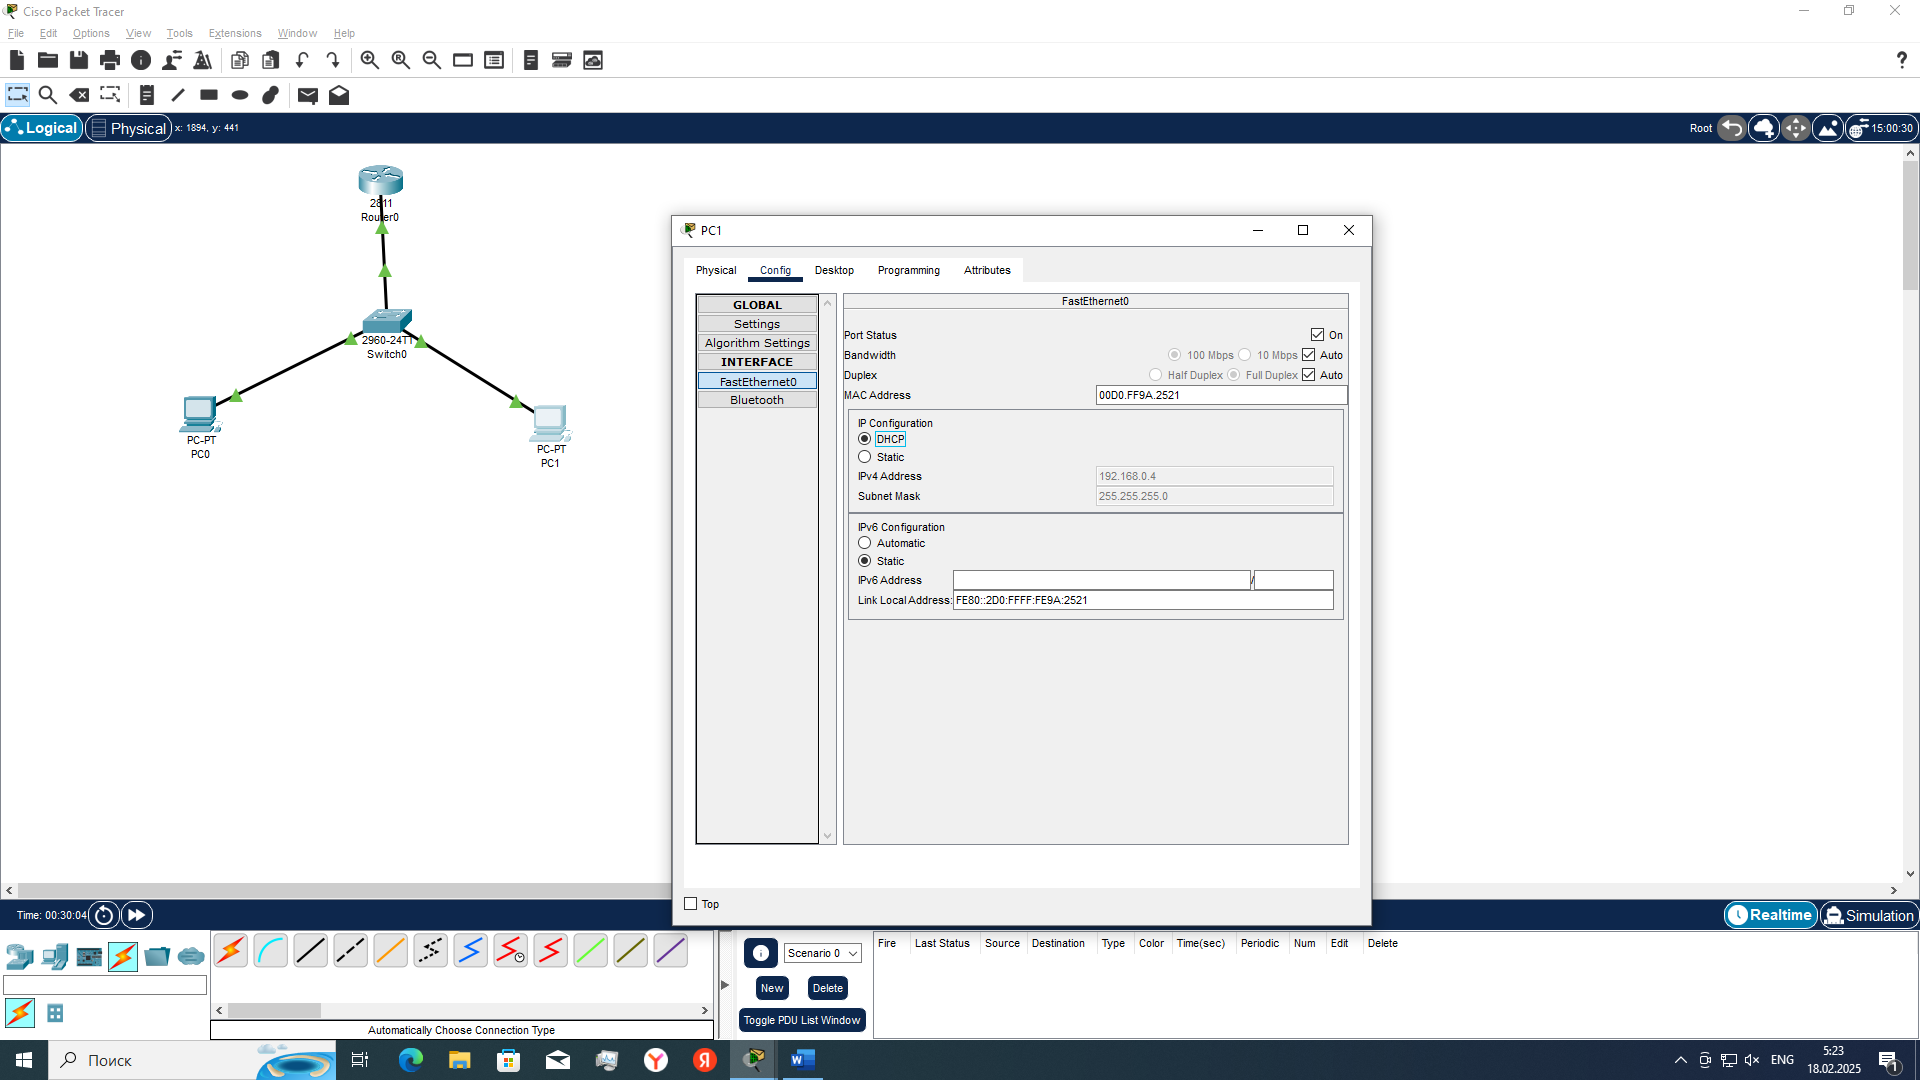 Cisco Packet Tracer
File Edit Options View Tools Extensions Window Help
Logical Physical x: 1894, y: 441 Root 15:00:30
2811
Router0
2960-24TT
Switch0
PC-PT
PC0
PC-PT
PC1
PC1
Physical Config Desktop Programming Attributes
GLOBAL
Settings
Algorithm Settings
INTERFACE
FastEthernet0
Bluetooth
FastEthernet0
Port Status On
Bandwidth 100 Mbps 10 Mbps Auto
Duplex Half Duplex Full Duplex Auto
MAC Address 00D0.FF9A.2521
IP Configuration
DHCP
Static
IPv4 Address 192.168.0.4
Subnet Mask 255.255.255.0
IPv6 Configuration
Automatic
Static
IPv6 Address /
Link Local Address: FE80::2D0:FFFF:FE9A:2521
Top
Time: 00:30:04 Realtime Simulation
Scenario 0
New Delete
Toggle PDU List Window
Fire Last Status Source Destination Type Color Time(sec) Periodic Num Edit Delete
Automatically Choose Connection Type
Поиск
ENG
5:23
18.02.2025
1